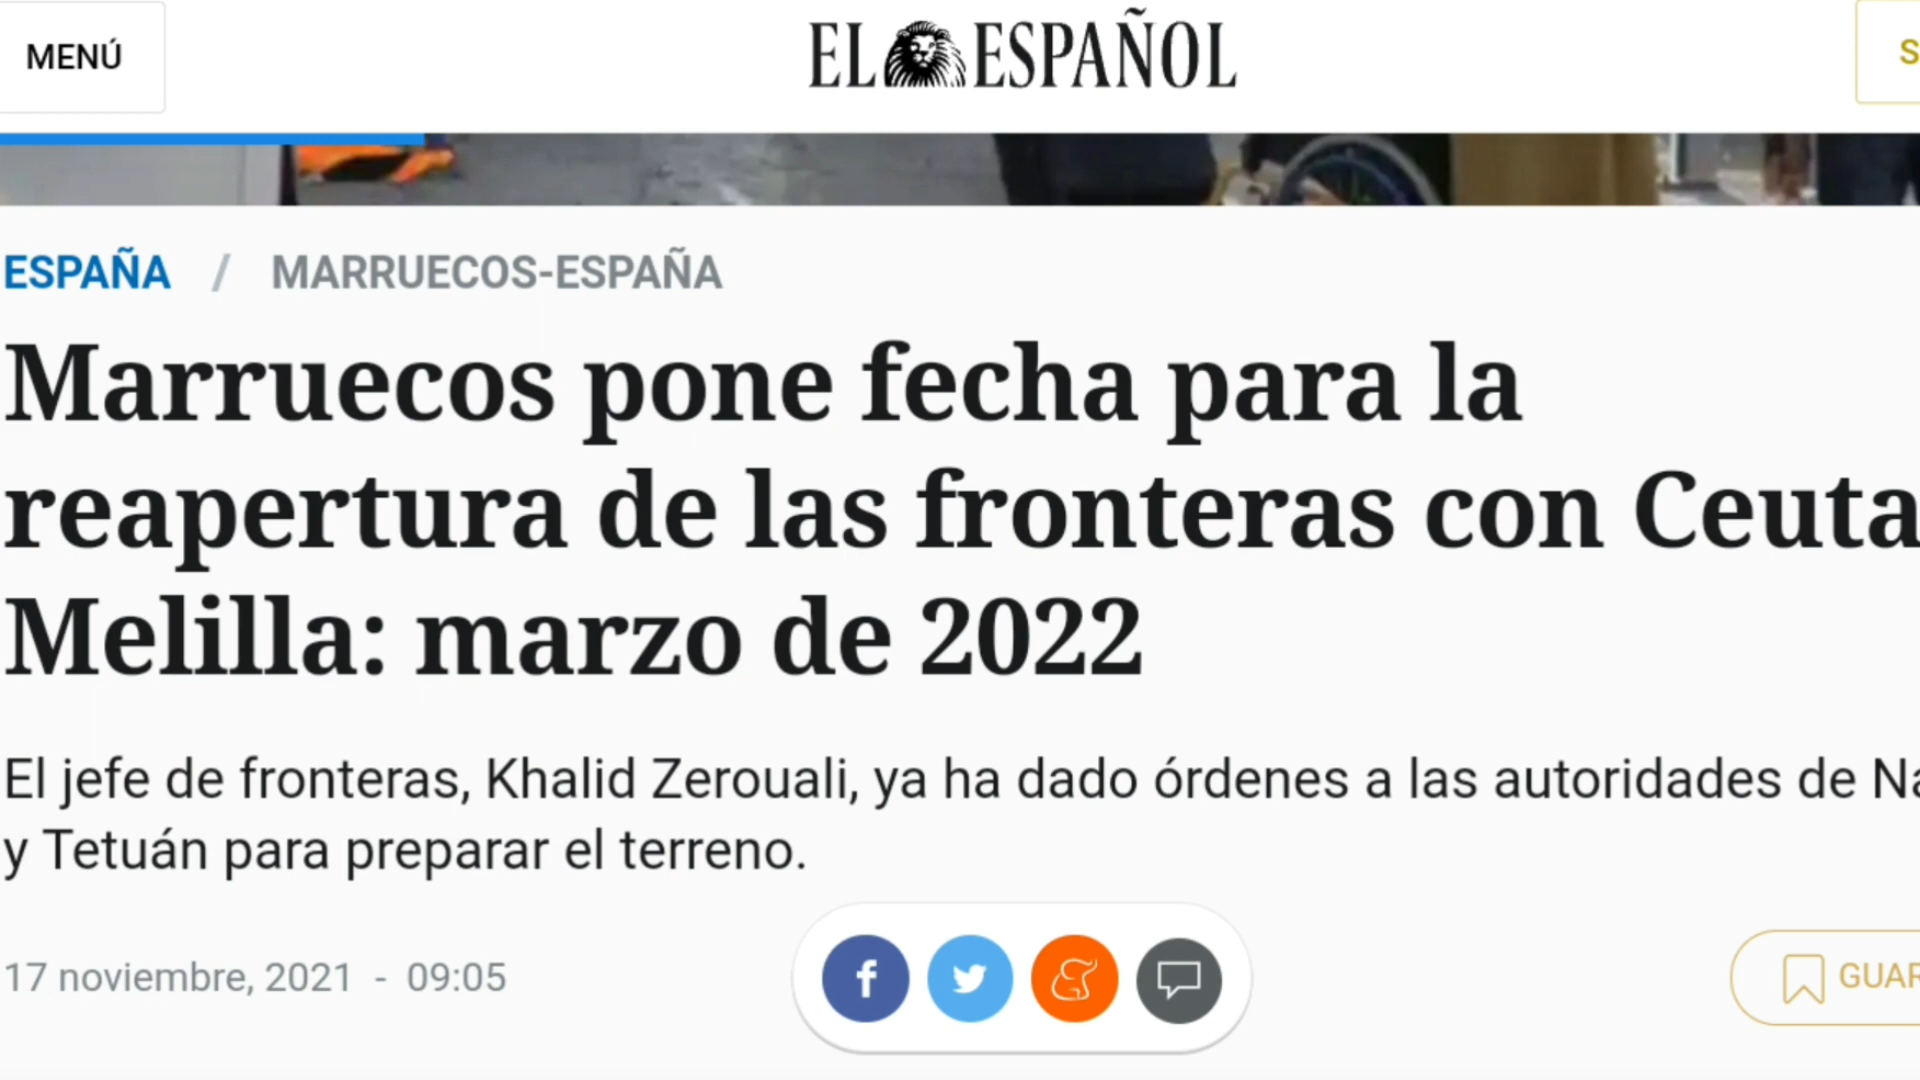 MENÚ
EL ESPAÑOL
ESPAÑA / MARRUECOS-ESPAÑA
Marruecos pone fecha para la
reapertura de las fronteras con Ceuta
Melilla: marzo de 2022
El jefe de fronteras, Khalid Zerouali, ya ha dado órdenes a las autoridades de
y Tetuán para preparar el terreno.
17 noviembre, 2021 - 09:05